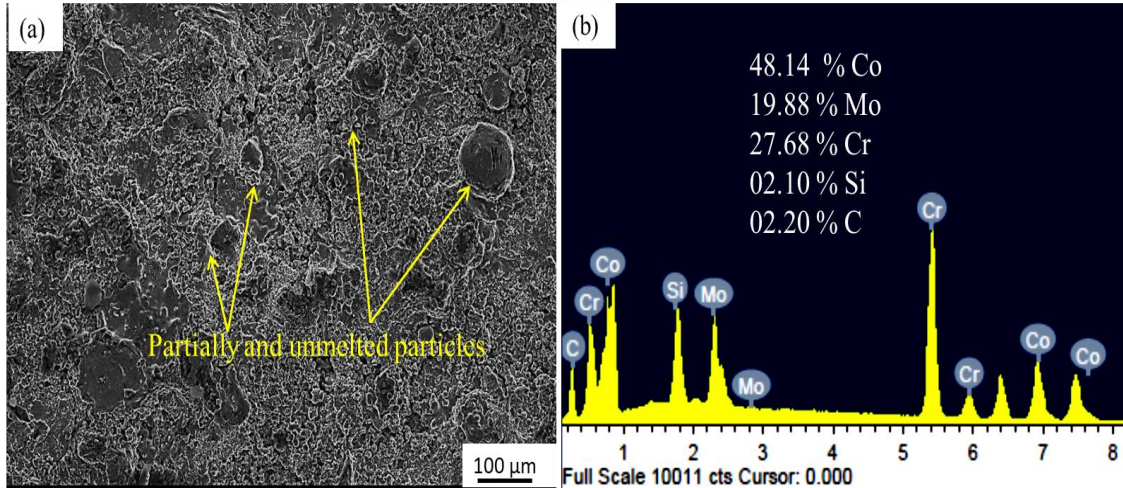 (a)
Partially and unmelted particles
100 µm
(b)
48.14 % Co
19.88 % Mo
27.68 % Cr
02.10 % Si
02.20 % C
C
Cr
Co
Si
Mo
Mo
Cr
Cr
Co
Co
1 2 3 4 5 6 7 8
Full Scale 10011 cts Cursor: 0.000